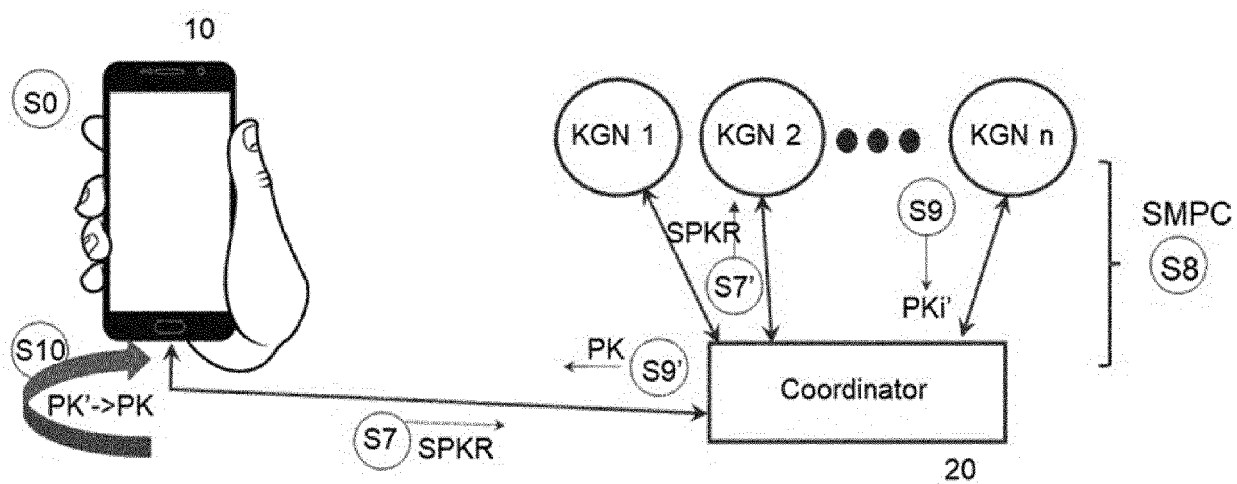 10
S0
KGN 1
KGN 2
KGN n
S9
SPKR
SMPC
S7'
S8
PKi'
S10
PK
S9'
Coordinator
PK'->PK
S7
SPKR
20